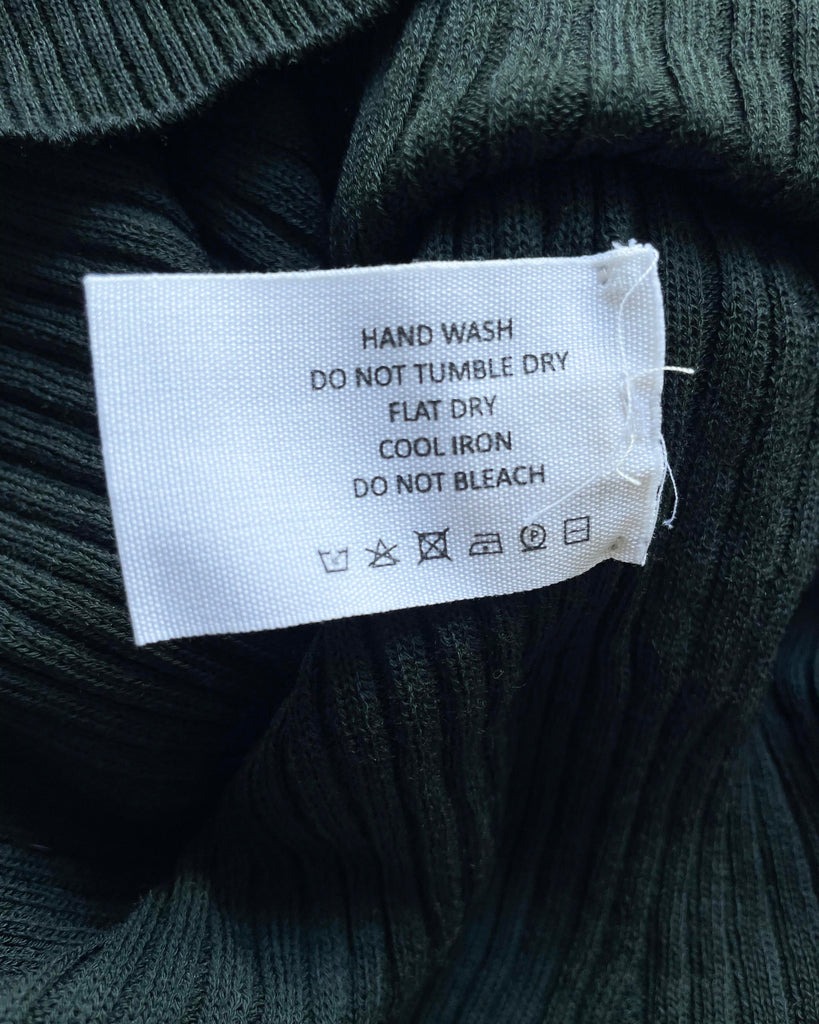 HAND WASH
DO NOT TUMBLE DRY
FLAT DRY
COOL IRON
DO NOT BLEACH
P